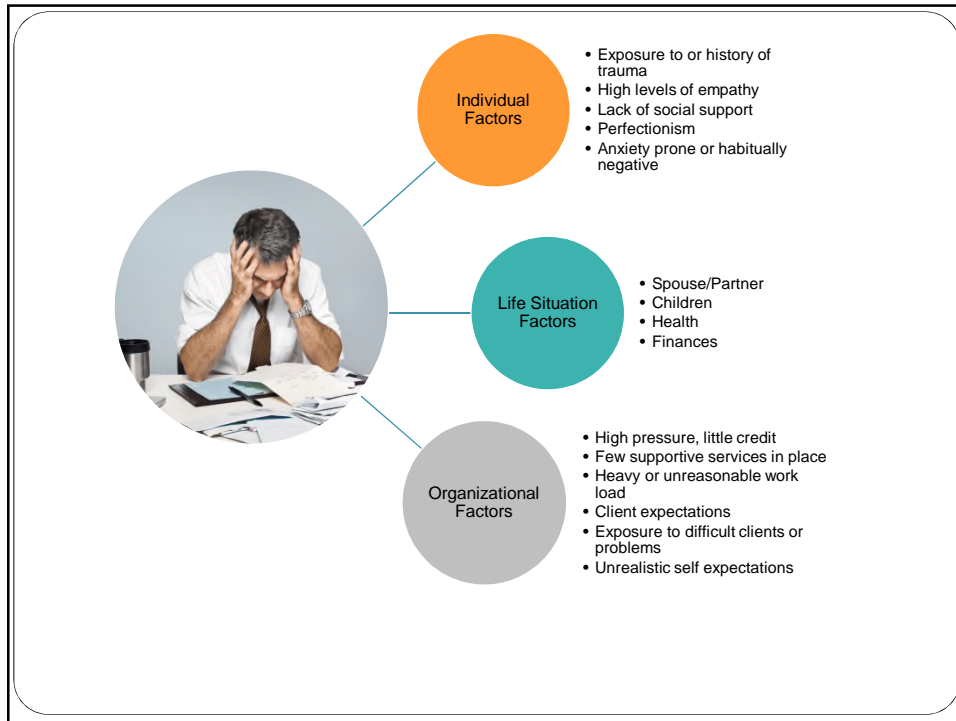 Individual
Factors
• Exposure to or history of
trauma
• High levels of empathy
• Lack of social support
• Perfectionism
• Anxiety prone or habitually
negative
Life Situation
Factors
• Spouse/Partner
• Children
• Health
• Finances
Organizational
Factors
• High pressure, little credit
• Few supportive services in place
• Heavy or unreasonable work
load
• Client expectations
• Exposure to difficult clients or
problems
• Unrealistic self expectations